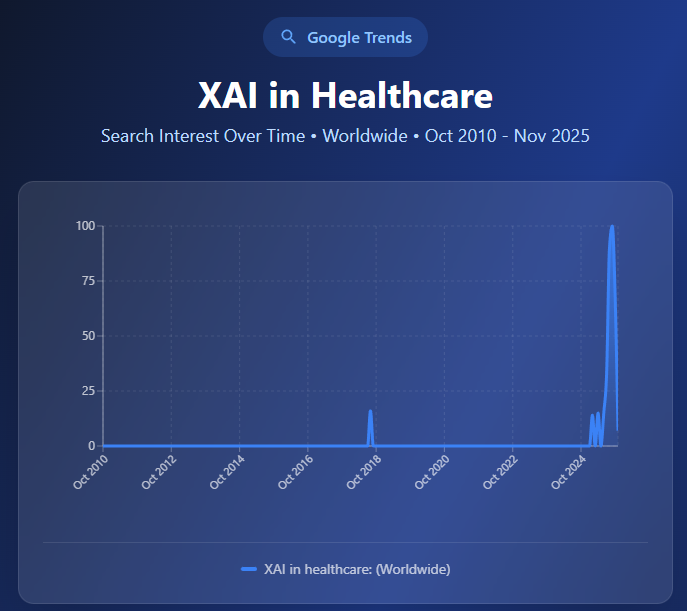 Google Trends
XAI in Healthcare
Search Interest Over Time • Worldwide • Oct 2010 - Nov 2025
100
75
50
25
0
Oct 2010
Oct 2012
Oct 2014
Oct 2016
Oct 2018
Oct 2020
Oct 2022
Oct 2024
XAI in healthcare: (Worldwide)